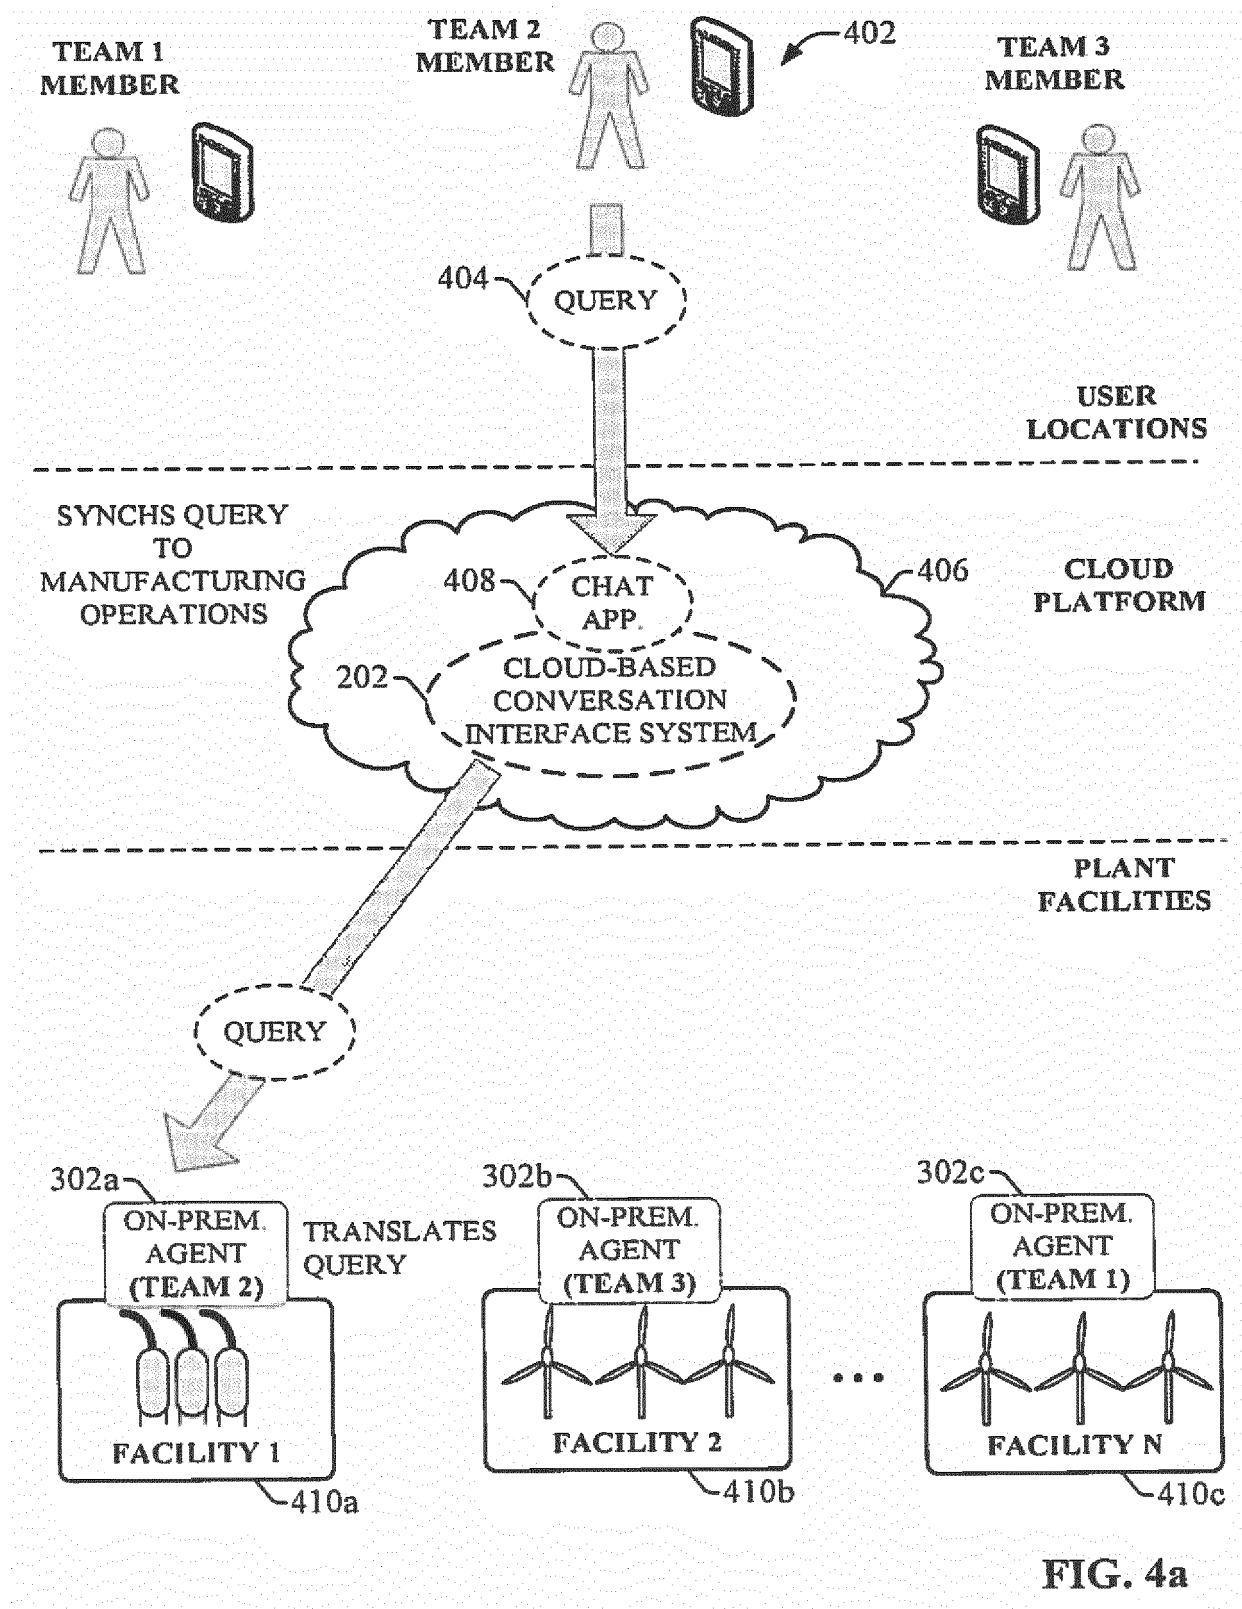 TEAM 1
MEMBER
TEAM 2
MEMBER
402
TEAM 3
MEMBER
404
QUERY
USER
LOCATIONS
SYNCHS QUERY
TO
MANUFACTURING
OPERATIONS
408
CHAT
APP.
406
CLOUD
PLATFORM
202
CLOUD-BASED
CONVERSATION
INTERFACE SYSTEM
PLANT
FACILITIES
QUERY
302a
ON-PREM.
AGENT
(TEAM 2)
TRANSLATES
QUERY
302b
ON-PREM.
AGENT
(TEAM 3)
302c
ON-PREM.
AGENT
(TEAM 1)
FACILITY 1
410a
FACILITY 2
410b
...
FACILITY N
410c
FIG. 4a